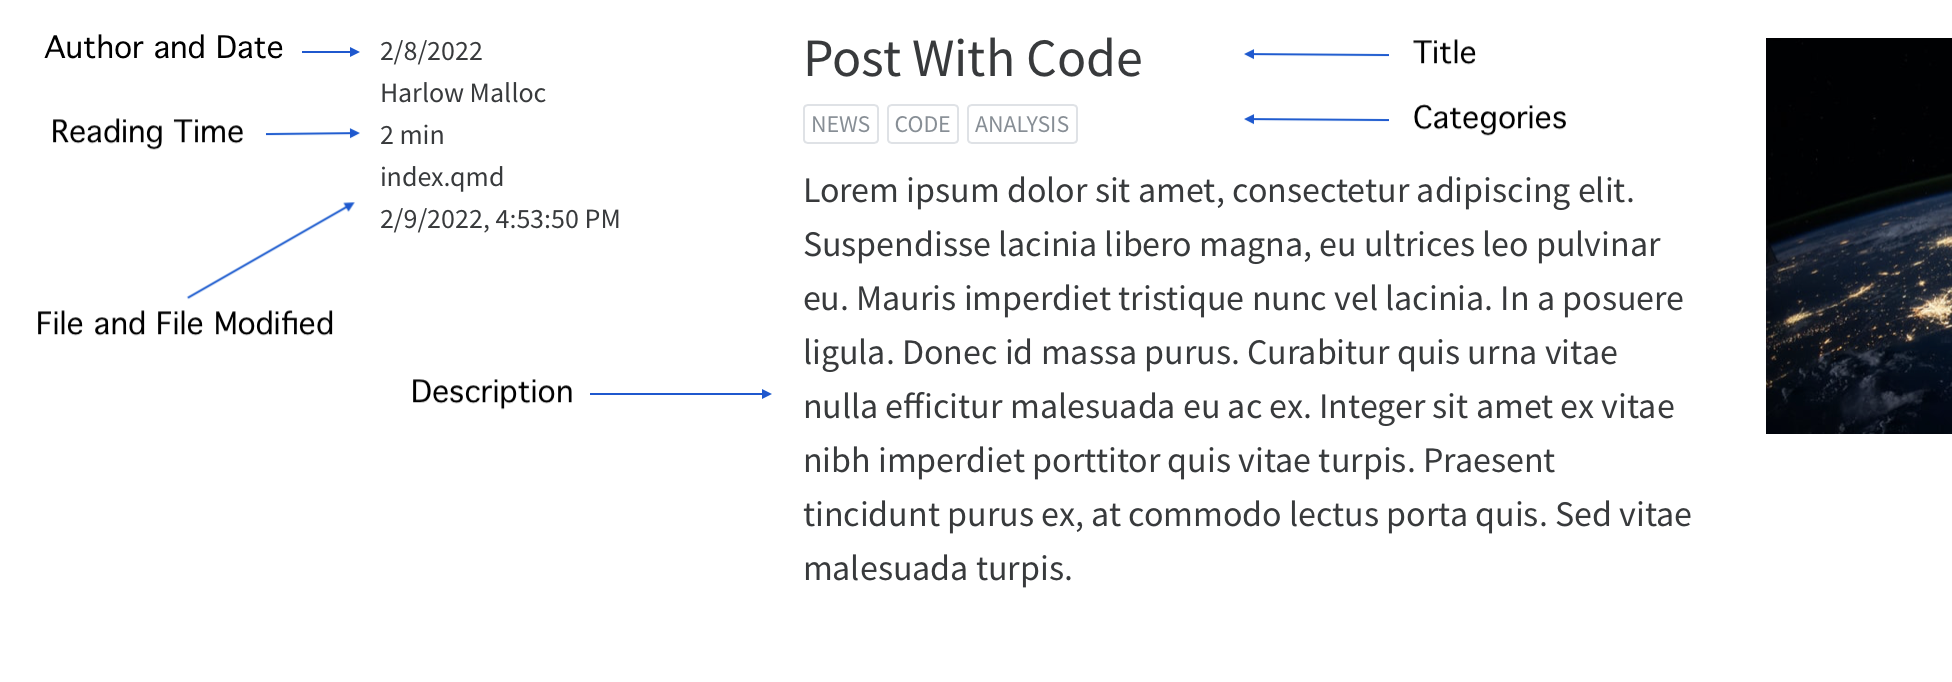 Author and Date
2/8/2022
Harlow Malloc
Reading Time
2 min
index.qmd
2/9/2022, 4:53:50 PM
File and File Modified
Post With Code
Title
NEWS CODE ANALYSIS
Categories
Description
Lorem ipsum dolor sit amet, consectetur adipiscing elit.
Suspendisse lacinia libero magna, eu ultrices leo pulvinar
eu. Mauris imperdiet tristique nunc vel lacinia. In a posuere
ligula. Donec id massa purus. Curabitur quis urna vitae
nulla efficitur malesuada eu ac ex. Integer sit amet ex vitae
nibh imperdiet porttitor quis vitae turpis. Praesent
tincidunt purus ex, at commodo lectus porta quis. Sed vitae
malesuada turpis.